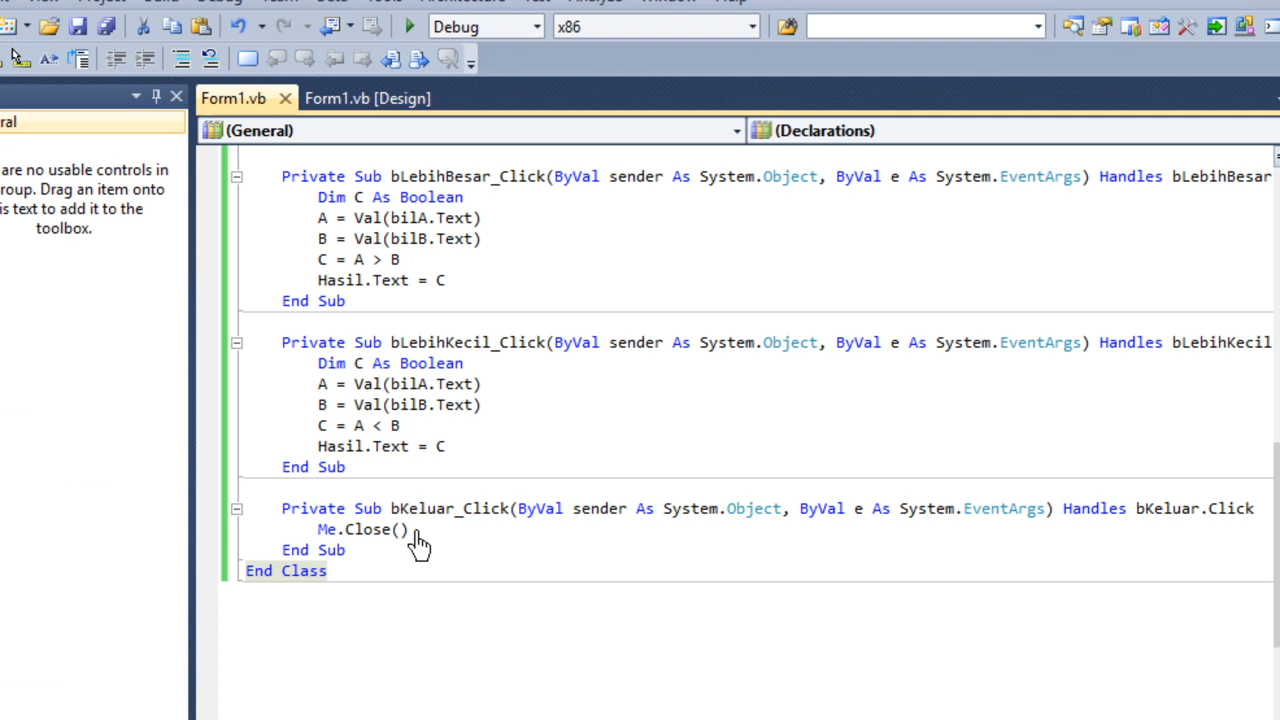 Debug
x86
ral
are no usable controls in
roup. Drag an item onto
is text to add it to the
toolbox.
Form1.vb
Form1.vb [Design]
(General)
(Declarations)
Private Sub bLebihBesar_Click(ByVal sender As System.Object, ByVal e As System.EventArgs) Handles bLebihBesar
Dim C As Boolean
A = Val(bilA.Text)
B = Val(bilB.Text)
C = A > B
Hasil.Text = C
End Sub
Private Sub bLebihKecil_Click(ByVal sender As System.Object, ByVal e As System.EventArgs) Handles bLebihKecil
Dim C As Boolean
A = Val(bilA.Text)
B = Val(bilB.Text)
C = A < B
Hasil.Text = C
End Sub
Private Sub bKeluar_Click(ByVal sender As System.Object, ByVal e As System.EventArgs) Handles bKeluar.Click
Me.Close()
End Sub
End Class